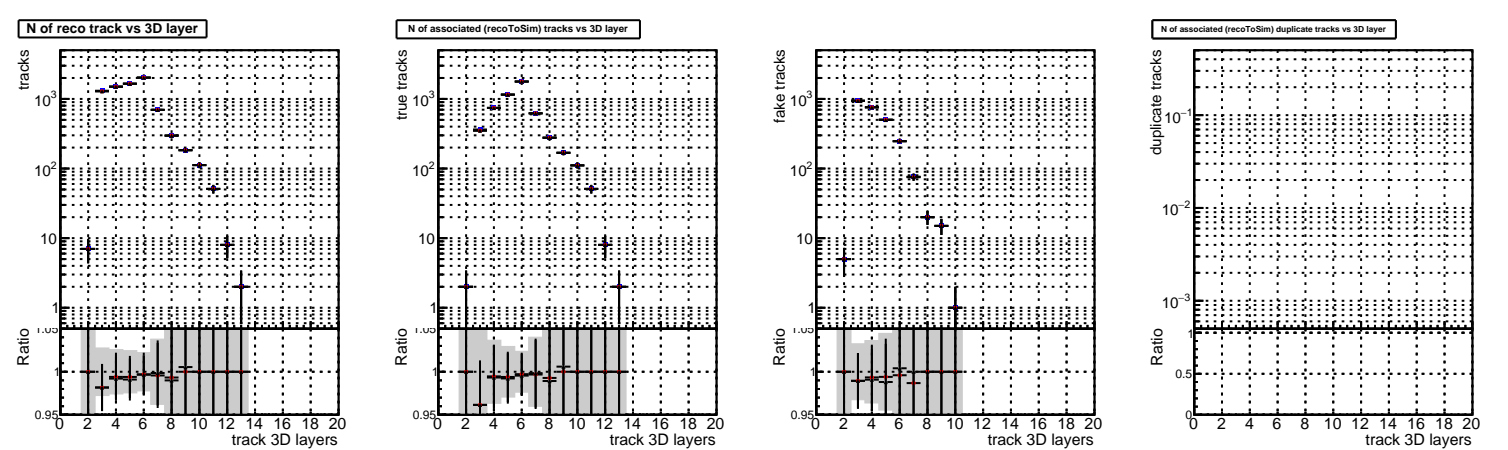 N of reco track vs 3D layer
tracks
10³
10²
10
1
Ratio
1.05
1
0.95
0 2 4 6 8 10 12 14 16 18 20
track 3D layers
N of associated (recoToSim) tracks vs 3D layer
true tracks
10³
10²
10
1
Ratio
1.05
1
0.95
0 2 4 6 8 10 12 14 16 18 20
track 3D layers
fake tracks
10³
10²
10
1
Ratio
1.05
1
0.95
0 2 4 6 8 10 12 14 16 18 20
track 3D layers
N of associated (recoToSim) duplicate tracks vs 3D layer
duplicate tracks
10⁻¹
10⁻²
10⁻³
Ratio
1
0.5
0
0 2 4 6 8 10 12 14 16 18 20
track 3D layers